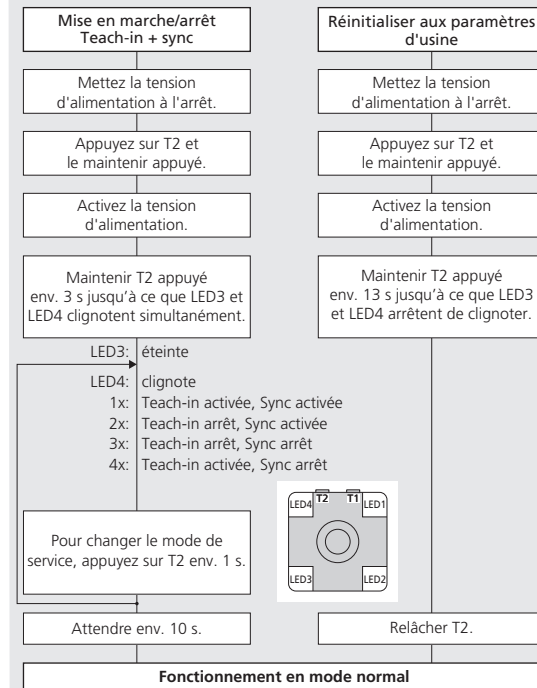 Mise en marche/arrêt
Teach-in + sync
Mettez la tension
d'alimentation à l'arrêt.
Appuyez sur T2 et
le maintenir appuyé.
Activez la tension
d'alimentation.
Maintenir T2 appuyé
env. 3 s jusqu'à ce que LED3 et
LED4 clignotent simultanément.
LED3: éteinte
LED4: clignote
1x: Teach-in activée, Sync activée
2x: Teach-in arrêt, Sync activée
3x: Teach-in arrêt, Sync arrêt
4x: Teach-in activée, Sync arrêt
Pour changer le mode de
service, appuyez sur T2 env. 1 s.
Attendre env. 10 s.
Réinitialiser aux paramètres
d'usine
Mettez la tension
d'alimentation à l'arrêt.
Appuyez sur T2 et
le maintenir appuyé.
Activez la tension
d'alimentation.
Maintenir T2 appuyé
env. 13 s jusqu'à ce que LED3
et LED4 arrêtent de clignoter.
LED4 T2 T1 LED1
LED3 LED2
Relâcher T2.
Fonctionnement en mode normal